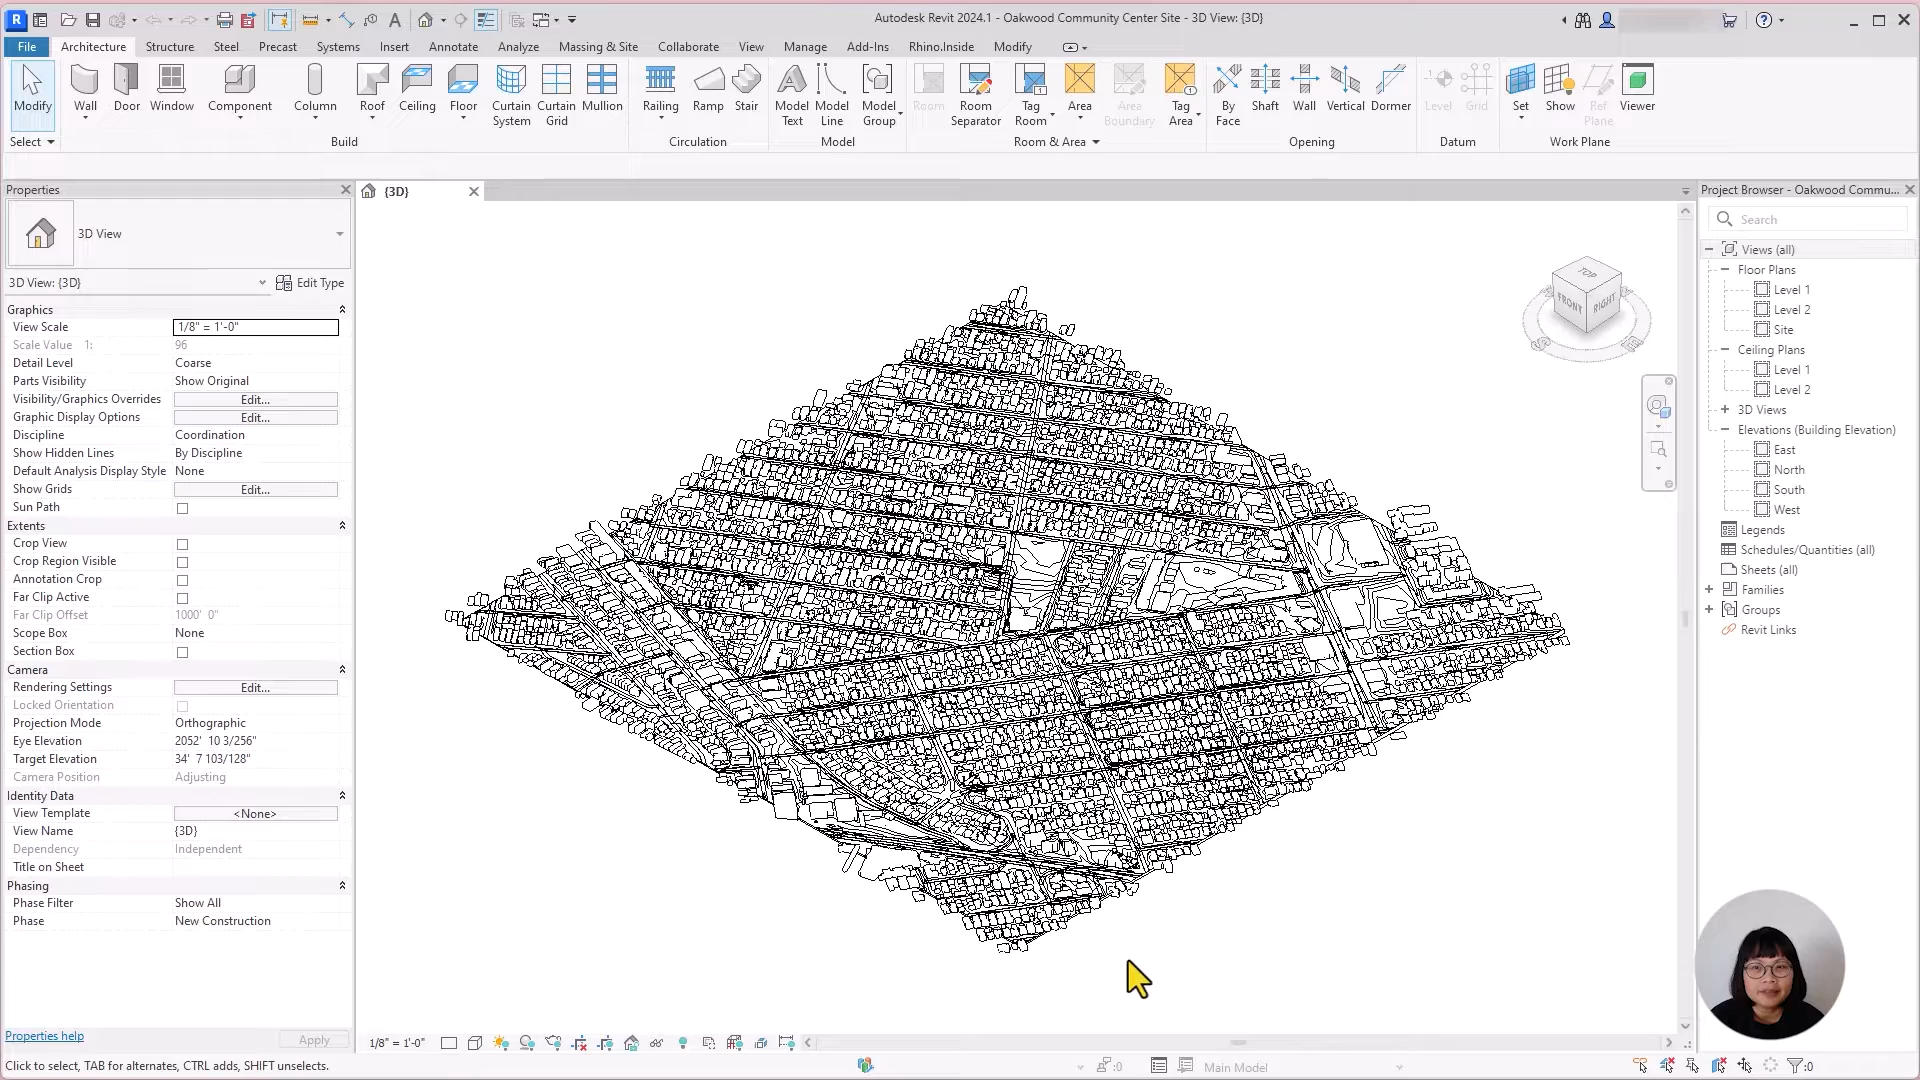 Autodesk Revit 2024.1 - Oakwood Community Center Site - 3D View: {3D}
File Architecture Structure Steel Precast Systems Insert Annotate Analyze Massing & Site Collaborate View Manage Add-Ins Rhino.Inside Modify
Modify Wall Door Window Component Column Roof Ceiling Floor Curtain System Curtain Grid Mullion Railing Ramp Stair Model Text Model Line Model Group Room Room Separator Tag Room Area Area Boundary Tag Area By Face Shaft Wall Vertical Dormer Level Grid Set Show Ref Plane Viewer
Select Build Circulation Model Room & Area Opening Datum Work Plane
Properties
{3D}
3D View
3D View: {3D} Edit Type
Graphics
View Scale 1/8" = 1'-0"
Scale Value 1: 96
Detail Level Coarse
Parts Visibility Show Original
Visibility/Graphics Overrides Edit...
Graphic Display Options Edit...
Discipline Coordination
Show Hidden Lines By Discipline
Default Analysis Display Style None
Show Grids Edit...
Sun Path
Extents
Crop View
Crop Region Visible
Annotation Crop
Far Clip Active
Far Clip Offset 1000' 0"
Scope Box None
Section Box
Camera
Rendering Settings Edit...
Locked Orientation
Projection Mode Orthographic
Eye Elevation 2052' 10 3/256"
Target Elevation 34' 7 103/128"
Camera Position Adjusting
Identity Data
View Template <None>
View Name {3D}
Dependency Independent
Title on Sheet
Phasing
Phase Filter Show All
Phase New Construction
Properties help Apply
TOP
FRONT RIGHT
Project Browser - Oakwood Commu...
Search
Views (all)
Floor Plans
Level 1
Level 2
Site
Ceiling Plans
Level 1
Level 2
3D Views
Elevations (Building Elevation)
East
North
South
West
Legends
Schedules/Quantities (all)
Sheets (all)
Families
Groups
Revit Links
1/8" = 1'-0"
Click to select, TAB for alternates, CTRL adds, SHIFT unselects.
:0
Main Model
:0